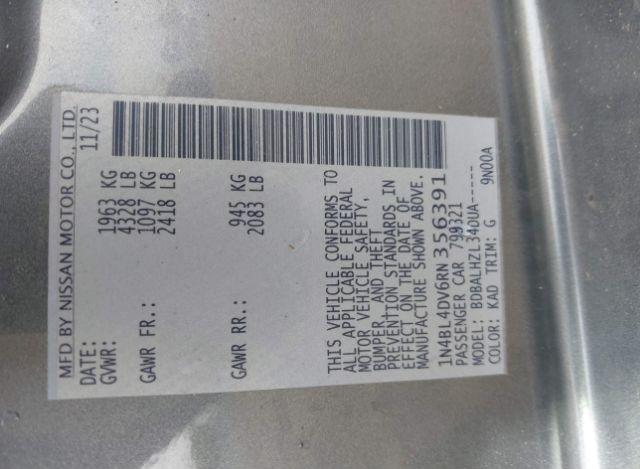 MFD BY NISSAN MOTOR CO., LTD.
DATE: 11/23
GVWR: 1963 KG
4328 LB
GAWR FR.: 1097 KG
2418 LB
GAWR RR.: 945 KG
2083 LB
THIS VEHICLE CONFORMS TO
ALL APPLICABLE FEDERAL
MOTOR VEHICLE SAFETY,
BUMPER, AND THEFT
PREVENTION STANDARDS IN
EFFECT ON THE DATE OF
MANUFACTURE SHOWN ABOVE.
1N4BL4DV6RN356391
PASSENGER CAR 799321
MODEL: BDBALHZL340UA-----
COLOR: KAD TRIM: G 9N00A